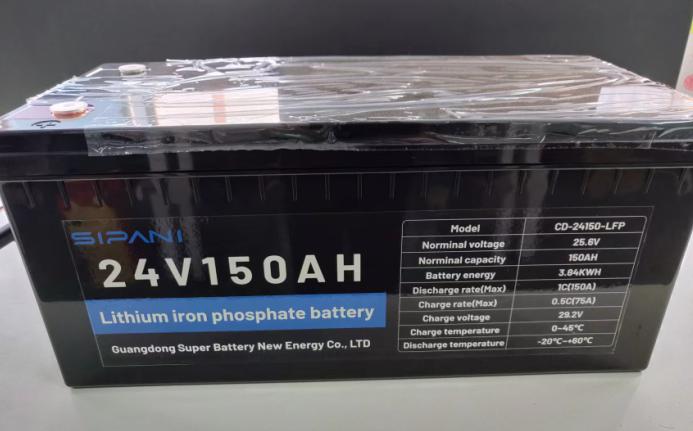 SIPANI
24V150AH
Lithium iron phosphate battery
Guangdong Super Battery New Energy Co., LTD
Model CD-24150-LFP
Norminal voltage 25.6V
Norminal capacity 150AH
Battery energy 3.84KWH
Discharge rate(Max) 1C(150A)
Charge rate(Max) 0.5C(75A)
Charge voltage 29.2V
Charge temperature 0~45℃
Discharge temperature -20℃~+60℃